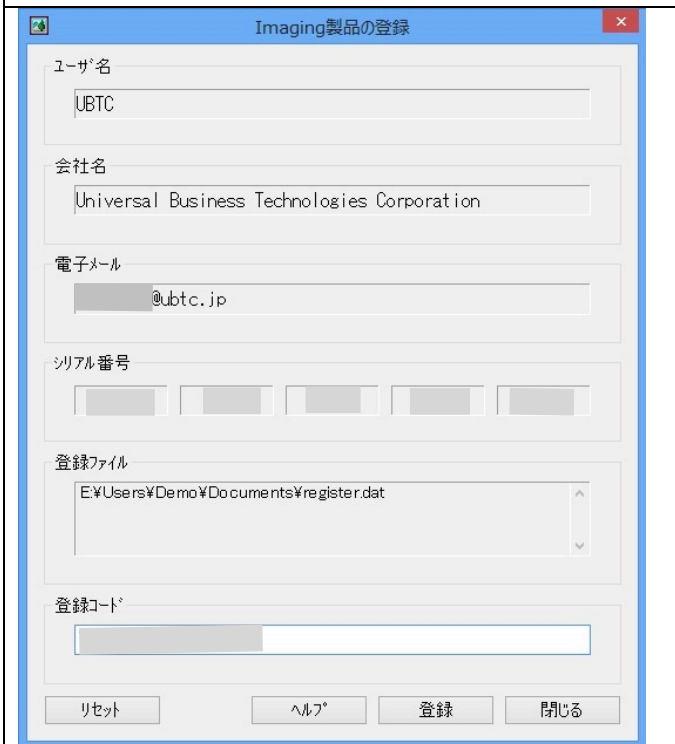 Imaging製品の登録
ユーザ名
UBTC
会社名
Universal Business Technologies Corporation
電子メール
@ubtc.jp
シリアル番号
登録ファイル
E:¥Users¥Demo¥Documents¥register.dat
登録コード
リセット ヘルプ 登録 閉じる